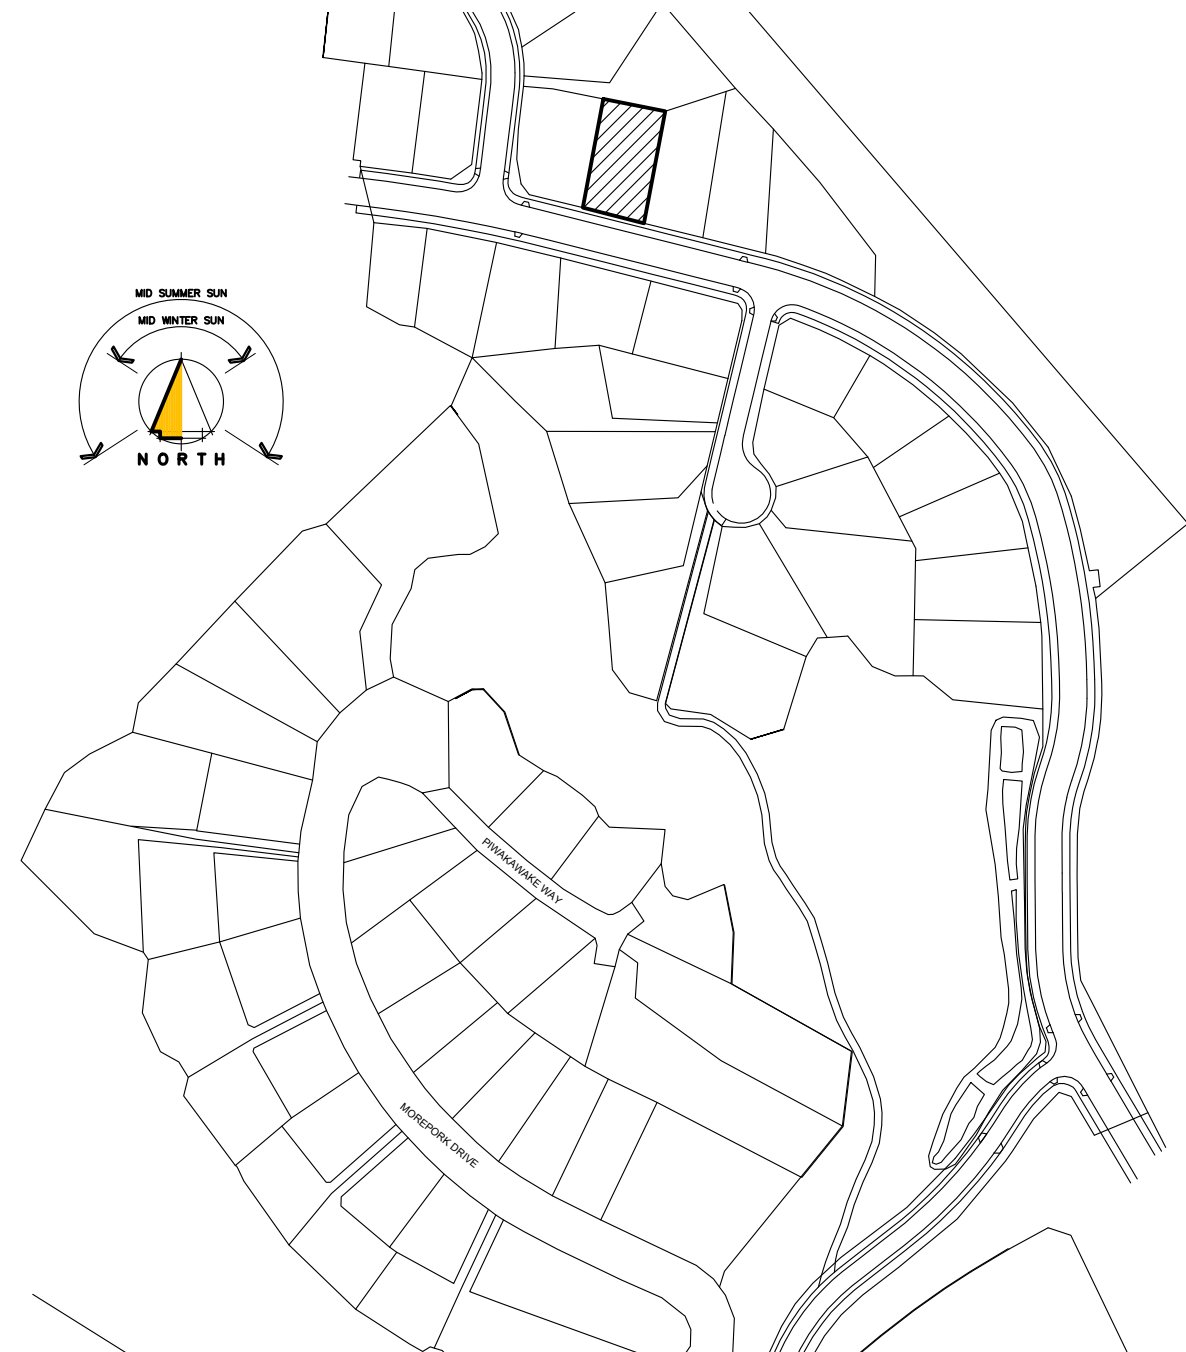 MID SUMMER SUN
MID WINTER SUN
NORTH
PIWAKAWAKE WAY
MOREPORK DRIVE